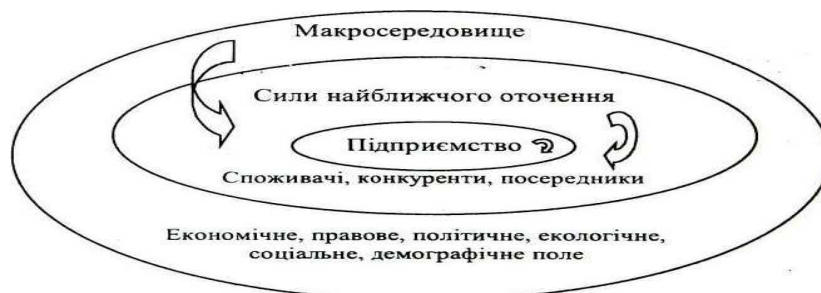 Макросередовище
Сили найближчого оточення
Підприємство
Споживачі, конкуренти, посередники
Економічне, правове, політичне, екологічне,
соціальне, демографічне поле